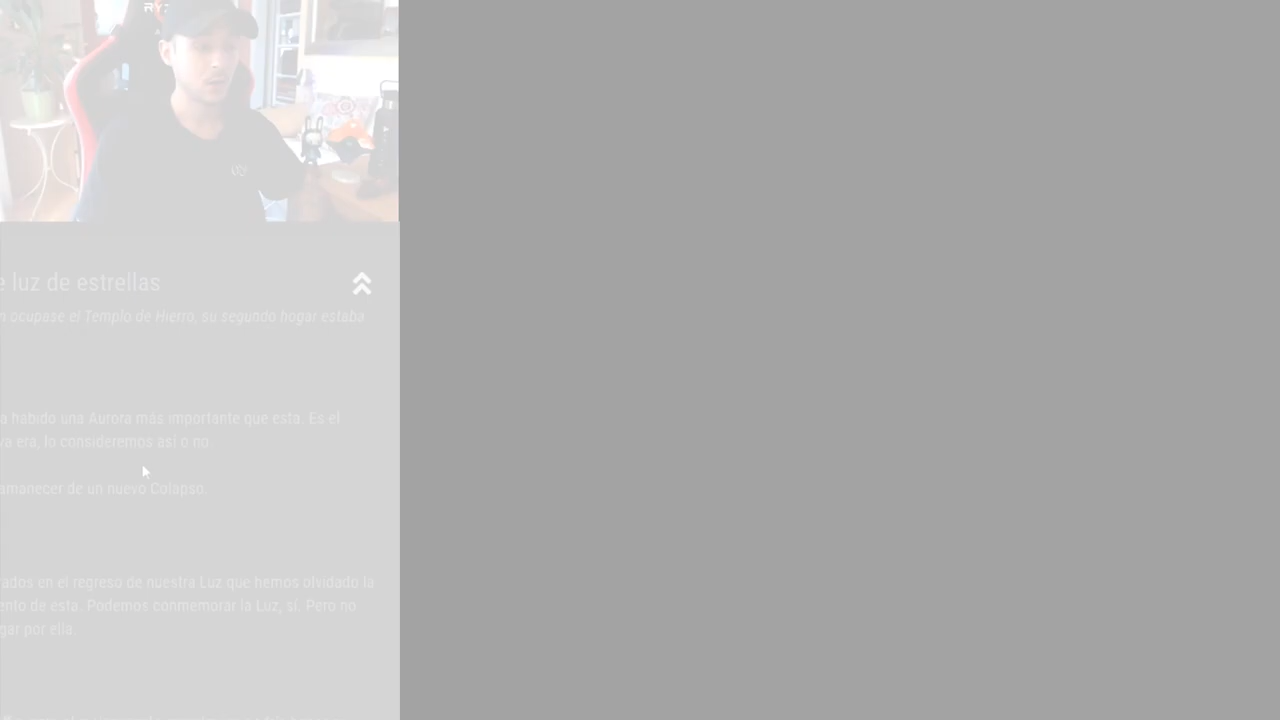 e luz de estrellas
n ocupase el Templo de Hierro, su segundo hogar estaba
a habido una Aurora más importante que esta. Es el
va era, lo consideremos así o no.
amanecer de un nuevo Colapso.
rados en el regreso de nuestra Luz que hemos olvidado la
ento de esta. Podemos conmemorar la Luz, sí. Pero no
gar por ella.